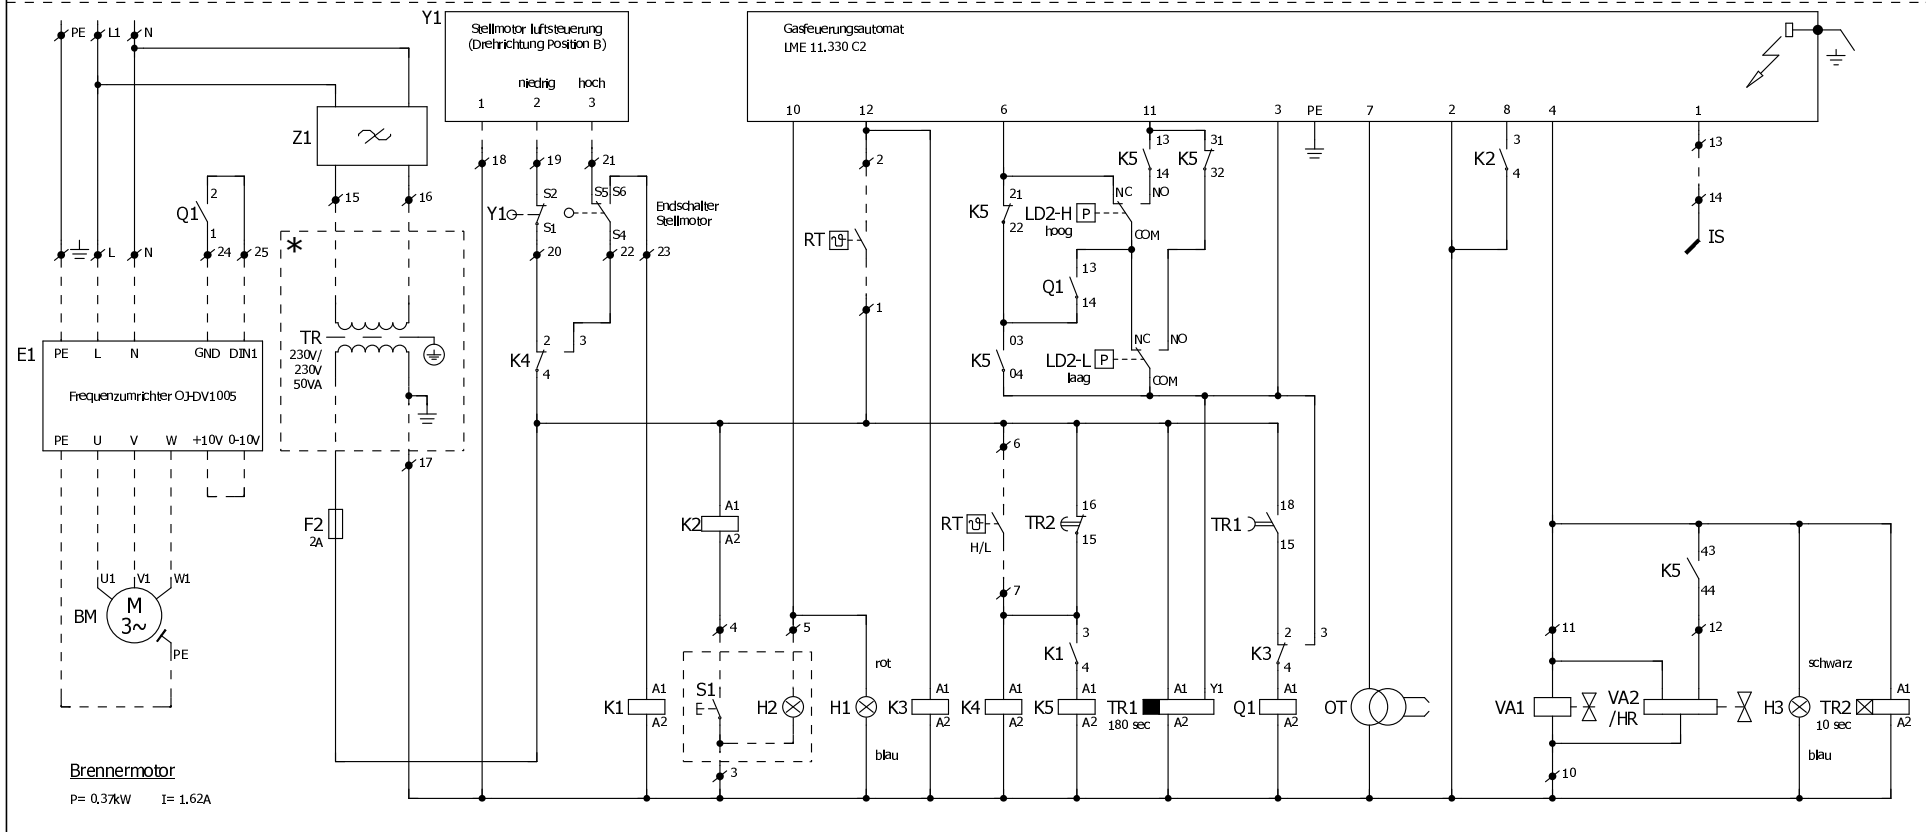 PE L1 N
Y1
Stellmotor luftsteuerung
(Drehrichtung Position B)
niedrig hoch
1 2 3
Gasfeuerungsautomat
LME 11.330 C2
10 12 6 11 3 PE 7 2 8 4 1
Z1
15 16
18 19 21
2
13 K5 14
31 K5 32
K2 3 4
13
14
IS
Q1 2 1
24 25
L N
*
Y1 S2 S1
S5 S6 S4
Endschalter
Stellmotor
20 22 23
RT
1
K5 21 22
LD2-H P
hoog
NC NO
COM
Q1 13 14
K5 03 04
LD2-L P
laag
NC NO
COM
E1
PE L N GND DIN1
Frequenzumrichter OJ-DV1005
PE U V W +10V 0-10V
TR
230V/
230V
50VA
K4 2 3 4
17
F2
2A
K2 A1 A2
6
RT
H/L
7
TR2 16 15
TR1 18 15
K5 43 44
U1 V1 W1
BM
M
3~
PE
4 5
11 12
K1 3 4
K3 2 3 4
rot
schwarz
K1 A1 A2
S1
E
H2
H1
K3 A1 A2
K4 A1 A2
K5 A1 A2
TR1 A1 Y1 A2
180 sec
Q1 A1 A2
OT
VA1
VA2
/HR
H3
TR2 A1 A2
10 sec
blau
blau
3
10
Brennermotor
P= 0.37kW I= 1.62A